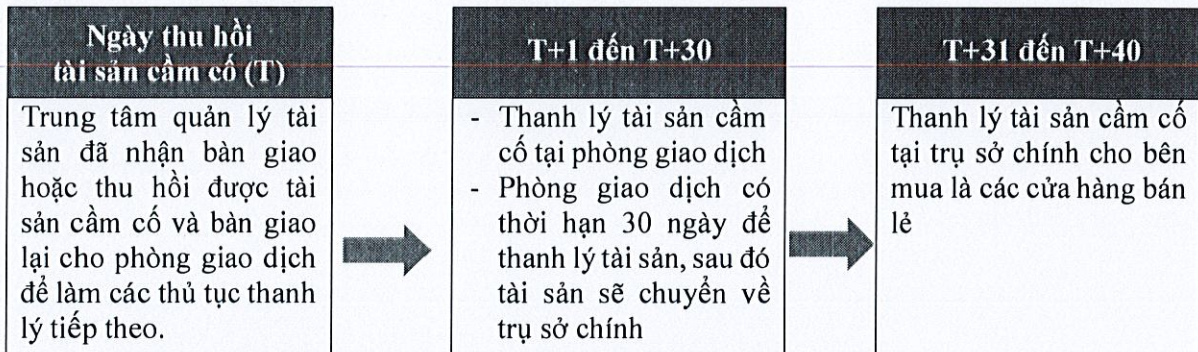 Ngày thu hồi
tài sản cầm cố (T)
Trung tâm quản lý tài
sản đã nhận bàn giao
hoặc thu hồi được tài
sản cầm cố và bàn giao
lại cho phòng giao dịch
để làm các thủ tục thanh
lý tiếp theo.
T+1 đến T+30
- Thanh lý tài sản cầm
cố tại phòng giao dịch
- Phòng giao dịch có
thời hạn 30 ngày để
thanh lý tài sản, sau đó
tài sản sẽ chuyển về
trụ sở chính
T+31 đến T+40
Thanh lý tài sản cầm cố
tại trụ sở chính cho bên
mua là các cửa hàng bán
lẻ